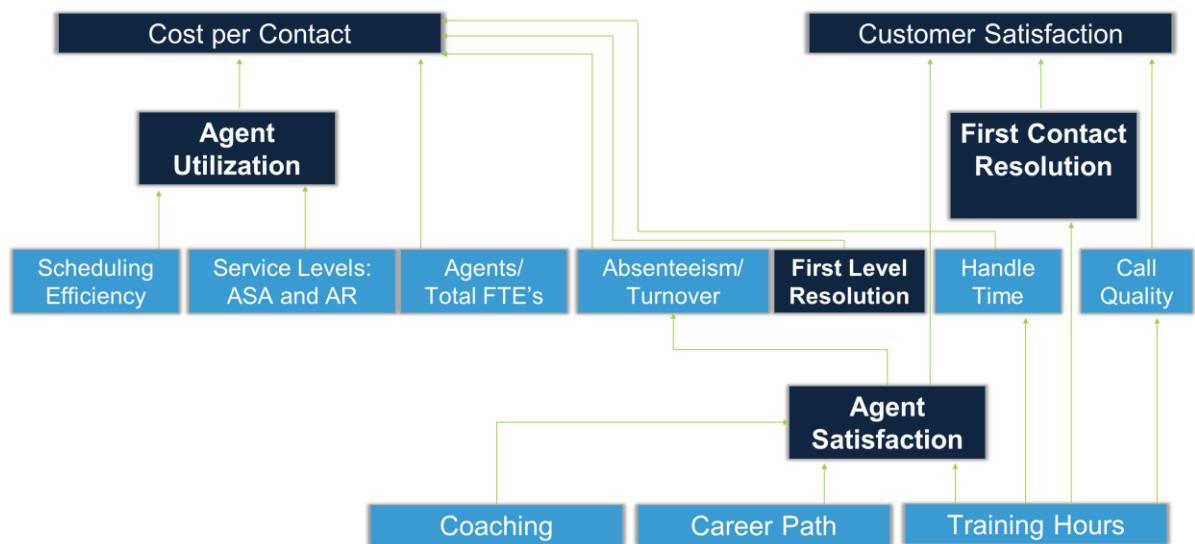 Cost per Contact
Customer Satisfaction
Agent
Utilization
First Contact
Resolution
Scheduling
Efficiency
Service Levels:
ASA and AR
Agents/
Total FTE's
Absenteeism/
Turnover
First Level
Resolution
Handle
Time
Call
Quality
Agent
Satisfaction
Coaching
Career Path
Training Hours